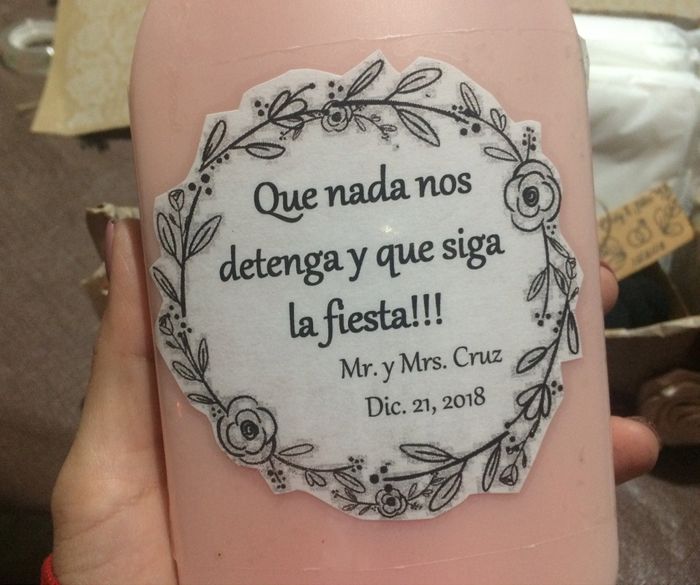 Que nada nos
detenga y que siga
la fiesta!!!
Mr. y Mrs. Cruz
Dic. 21, 2018